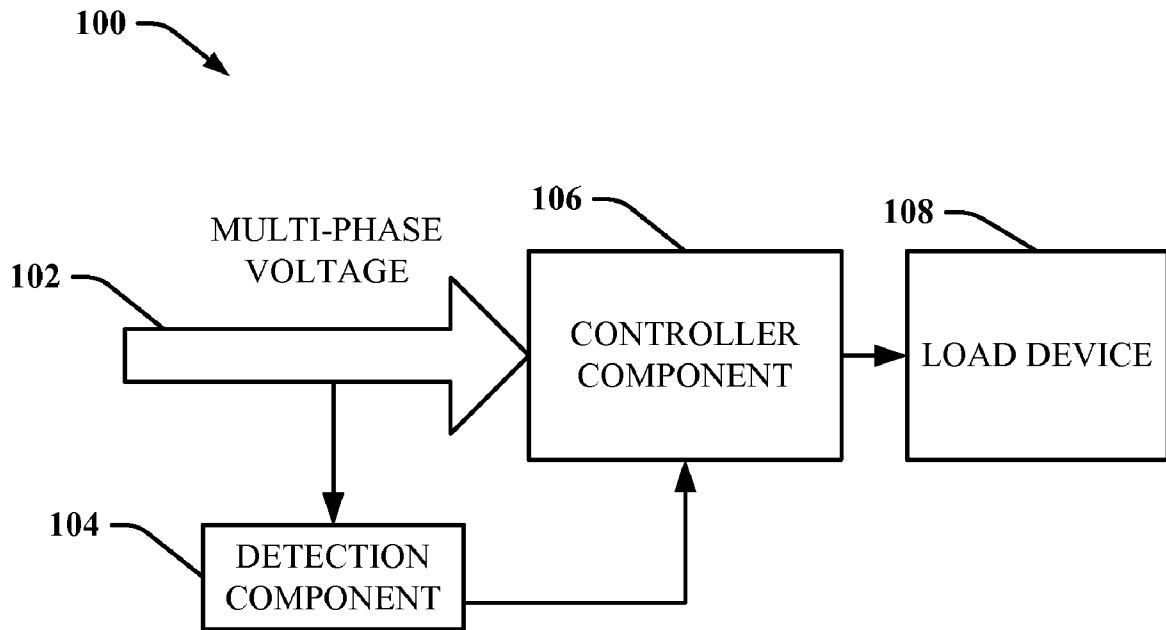 100
MULTI-PHASE
VOLTAGE
102
106
108
CONTROLLER
COMPONENT
LOAD DEVICE
104
DETECTION
COMPONENT